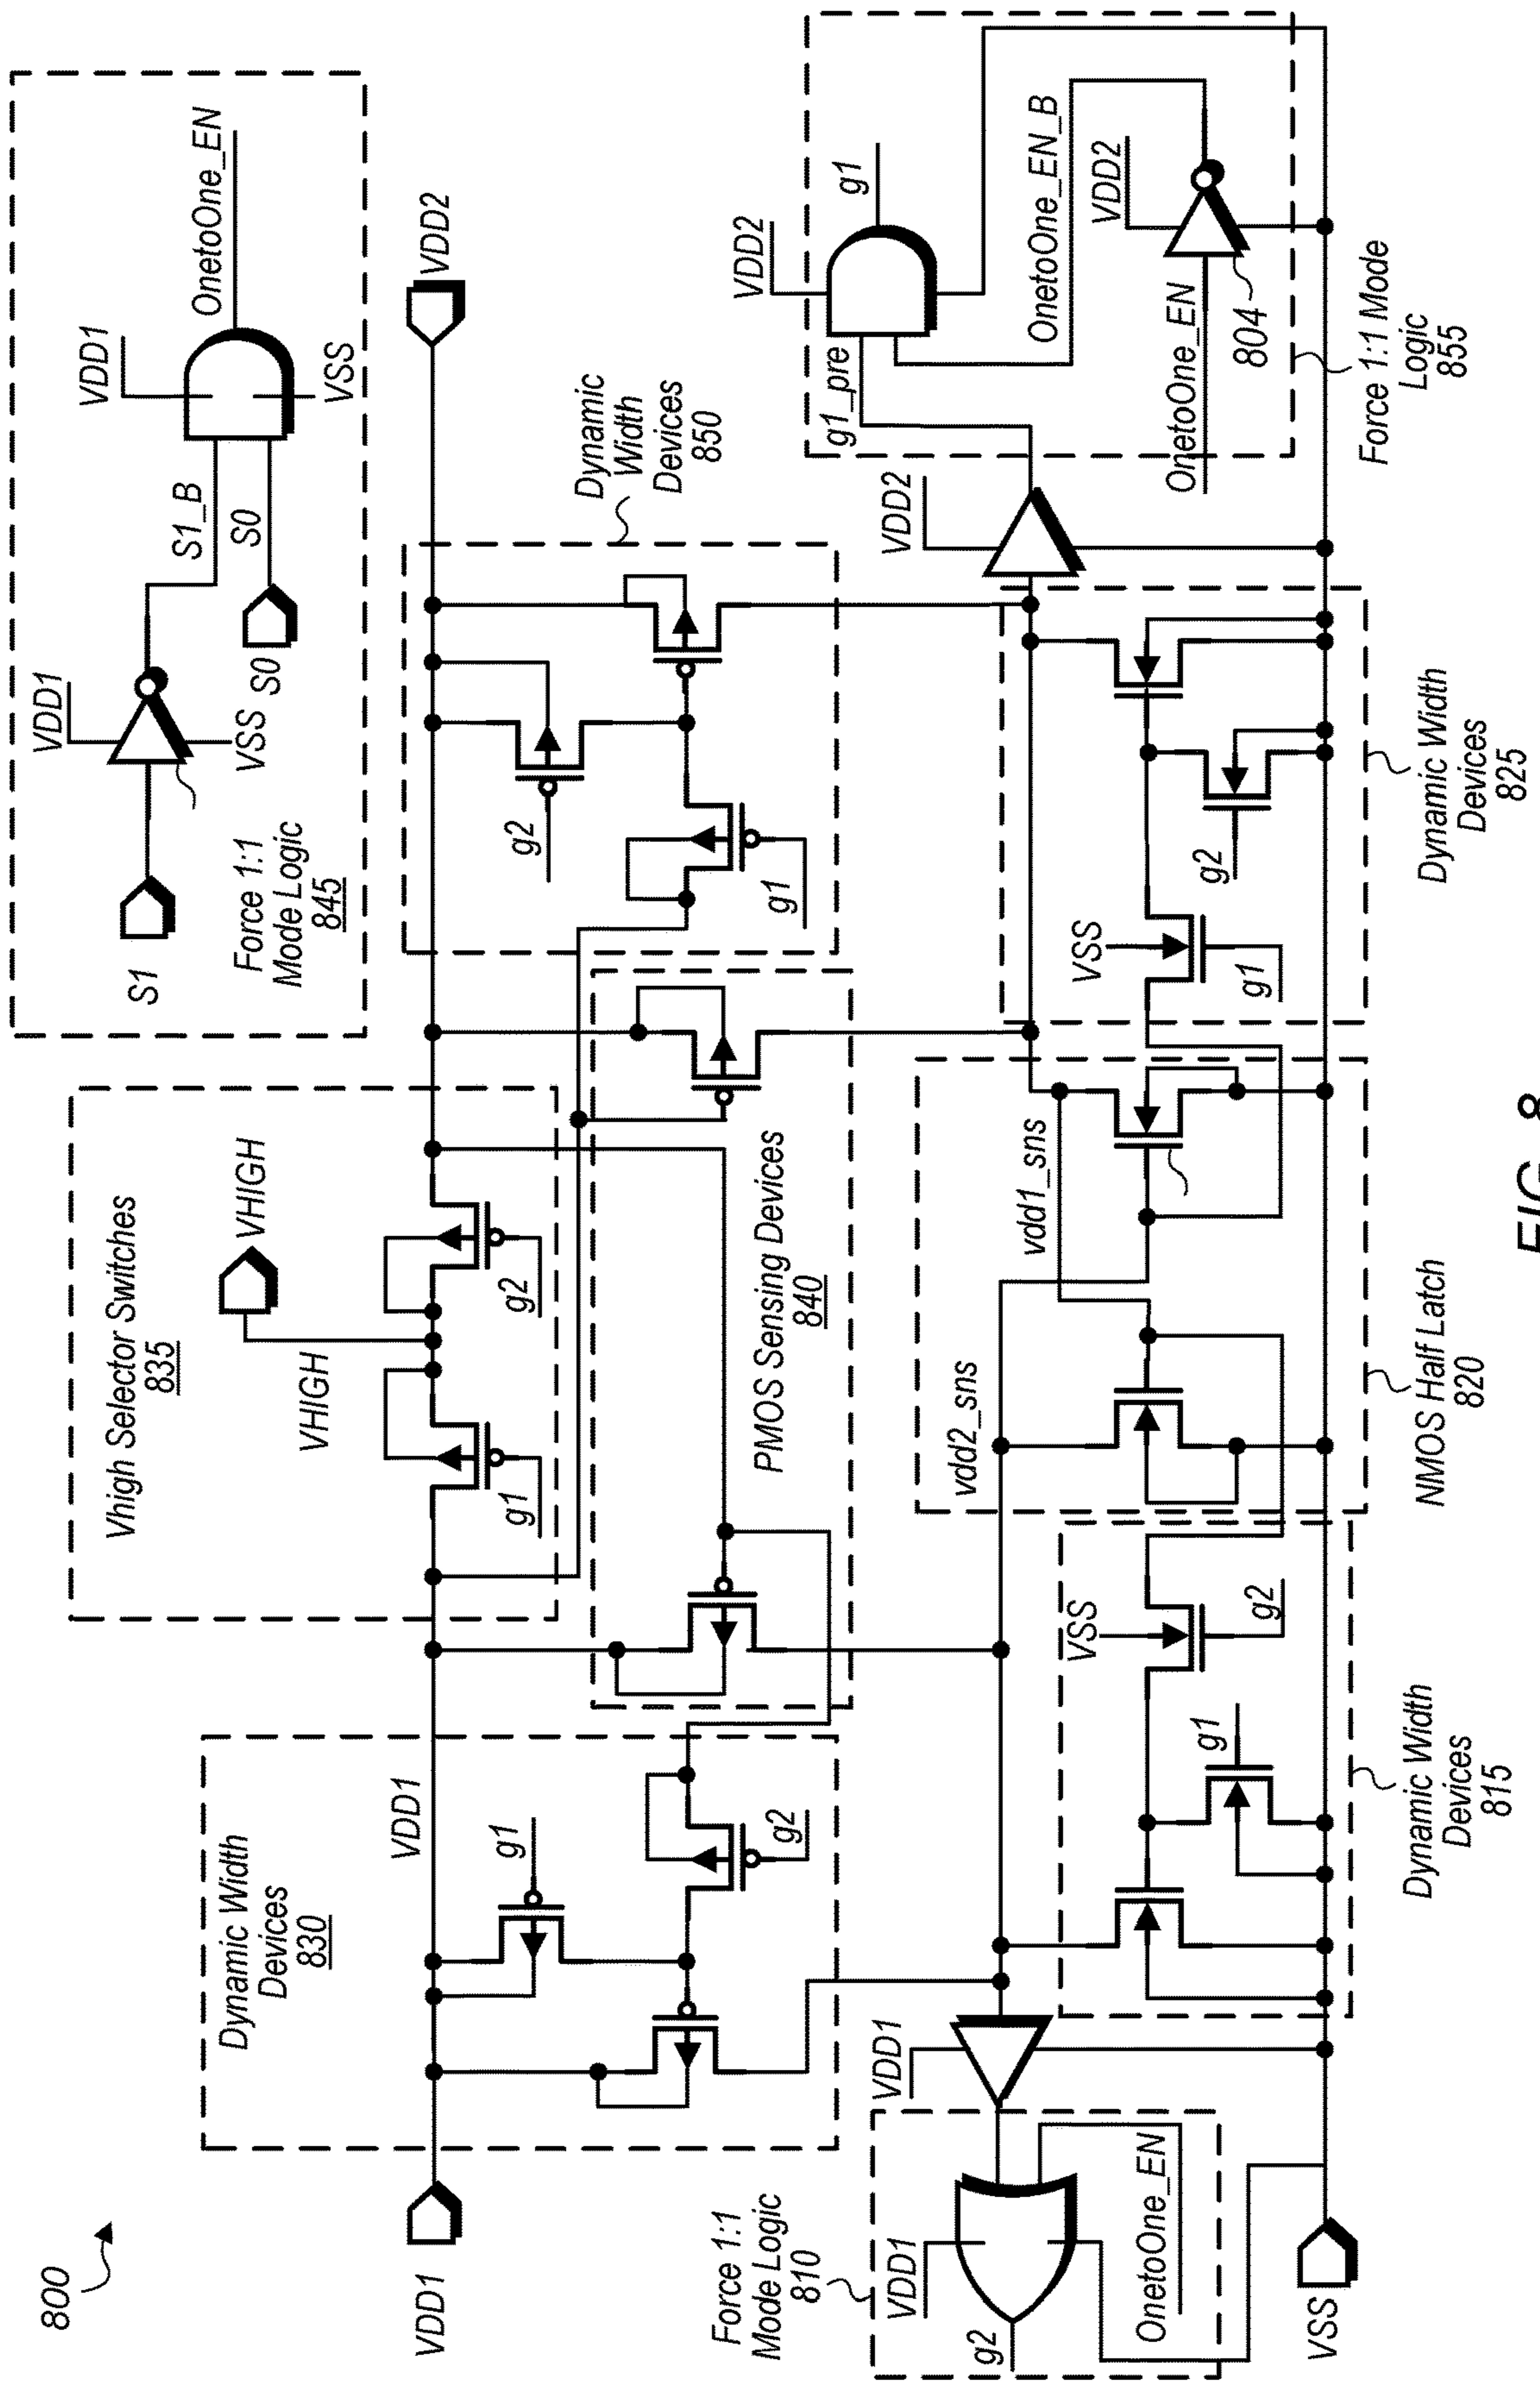 800
Force 1:1
Mode Logic
845
S1
VDD1
VSS
S1_B
S0
S0
VDD1
VSS
OnetoOne_EN
Vhigh Selector Switches
835
VHIGH
VHIGH
g1
g2
Dynamic Width
Devices
830
VDD1
VDD1
g1
g2
VDD2
Dynamic
Width
Devices
850
g2
g1
PMOS Sensing Devices
840
Force 1:1
Mode Logic
810
VDD1
VDD1
g2
OnetoOne_EN
VSS
Dynamic Width
Devices
815
VSS
g1
g2
vdd2_sns
vdd1_sns
NMOS Half Latch
820
VSS
g1
g2
Dynamic Width
Devices
825
VDD2
g1_pre
VDD2
g1
OnetoOne_EN_B
VDD2
OnetoOne_EN
804
Force 1:1 Mode
Logic
855